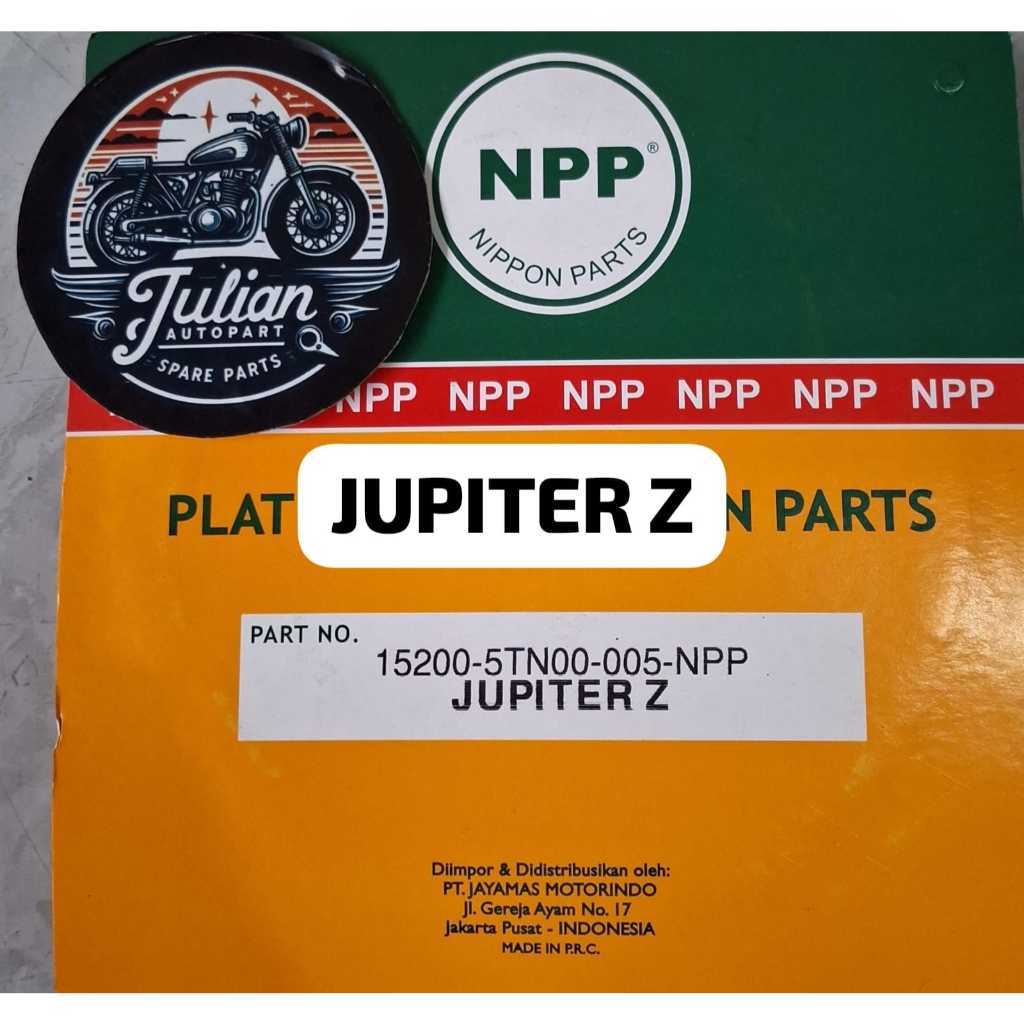 Julian
AUTOPART
SPARE PARTS
NPP®
NIPPON PARTS
NPP NPP NPP NPP NPP NPP
PLAT
JUPITER Z
N PARTS
PART NO.
15200-5TN00-005-NPP
JUPITER Z
Diimpor & Didistribusikan oleh:
PT. JAYAMAS MOTORINDO
Jl. Gereja Ayam No. 17
Jakarta Pusat - INDONESIA
MADE IN P.R.C.